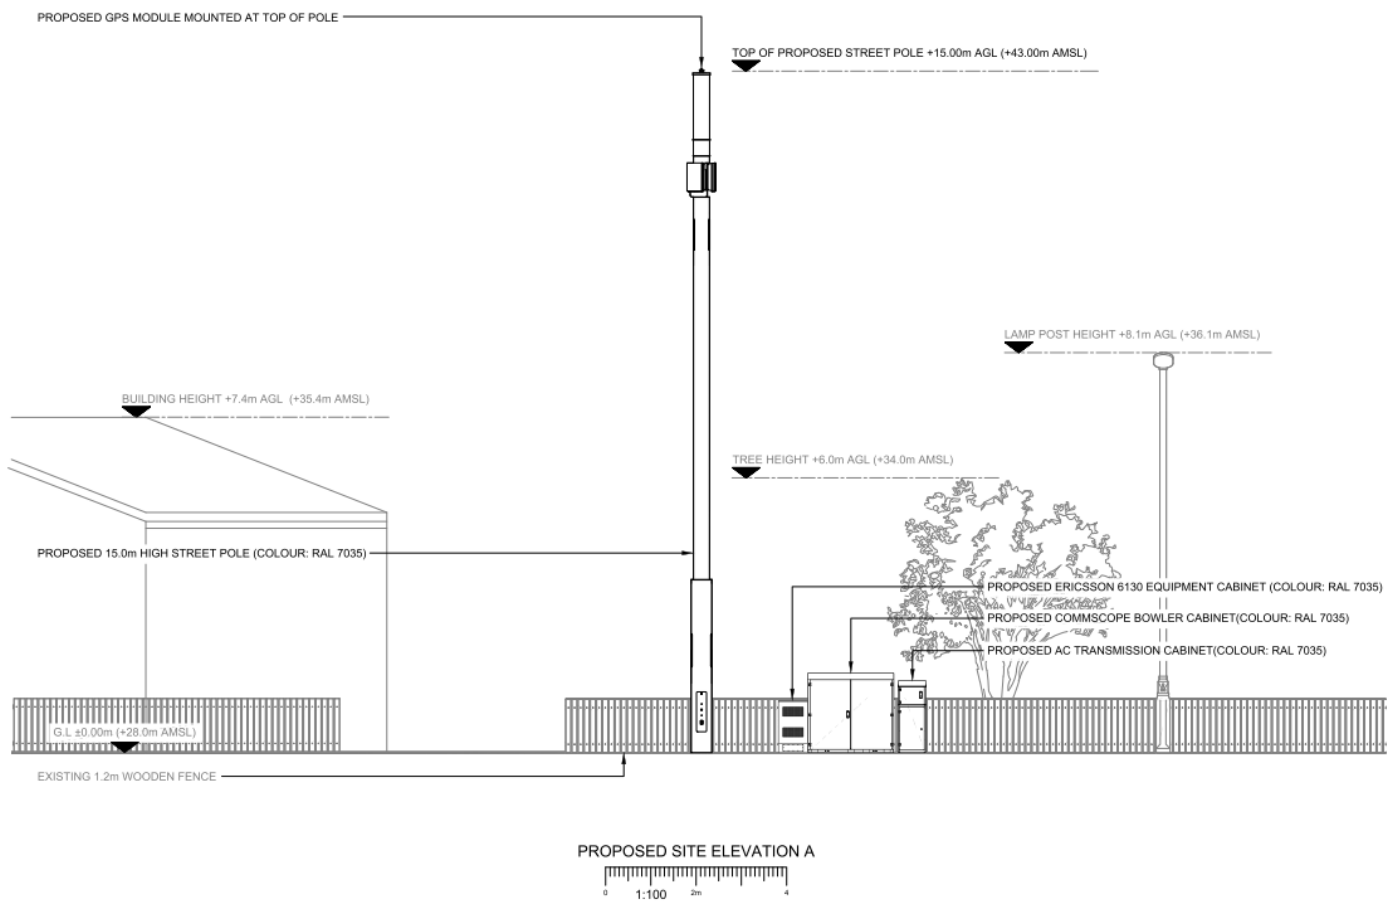 PROPOSED GPS MODULE MOUNTED AT TOP OF POLE
TOP OF PROPOSED STREET POLE +15.00m AGL (+43.00m AMSL)
LAMP POST HEIGHT +8.1m AGL (+36.1m AMSL)
BUILDING HEIGHT +7.4m AGL (+35.4m AMSL)
TREE HEIGHT +6.0m AGL (+34.0m AMSL)
PROPOSED 15.0m HIGH STREET POLE (COLOUR: RAL 7035)
PROPOSED ERICSSON 6130 EQUIPMENT CABINET (COLOUR: RAL 7035)
PROPOSED COMMSCOPE BOWLER CABINET(COLOUR: RAL 7035)
PROPOSED AC TRANSMISSION CABINET(COLOUR: RAL 7035)
G.L ±0.00m (+28.0m AMSL)
EXISTING 1.2m WOODEN FENCE
PROPOSED SITE ELEVATION A
0 2m 4
1:100